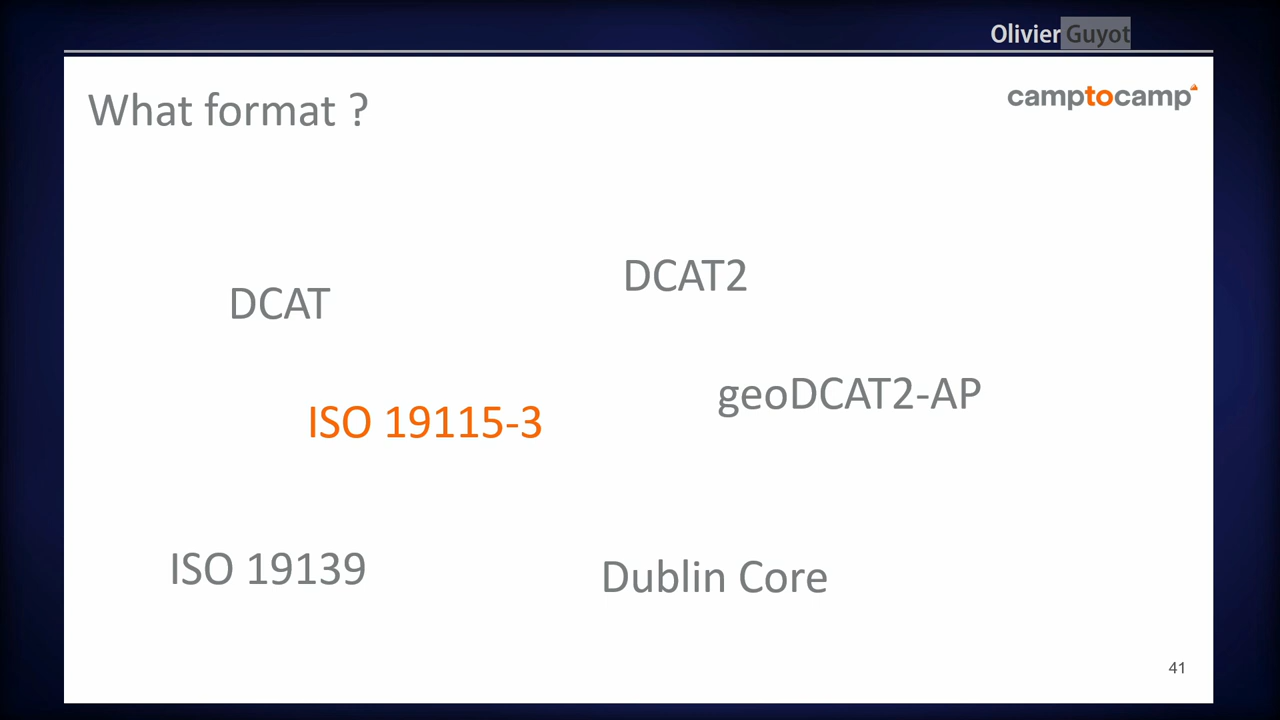 Olivier Guyot
What format ?
camptocamp
DCAT2
DCAT
geoDCAT2-AP
ISO 19115-3
ISO 19139
Dublin Core
41